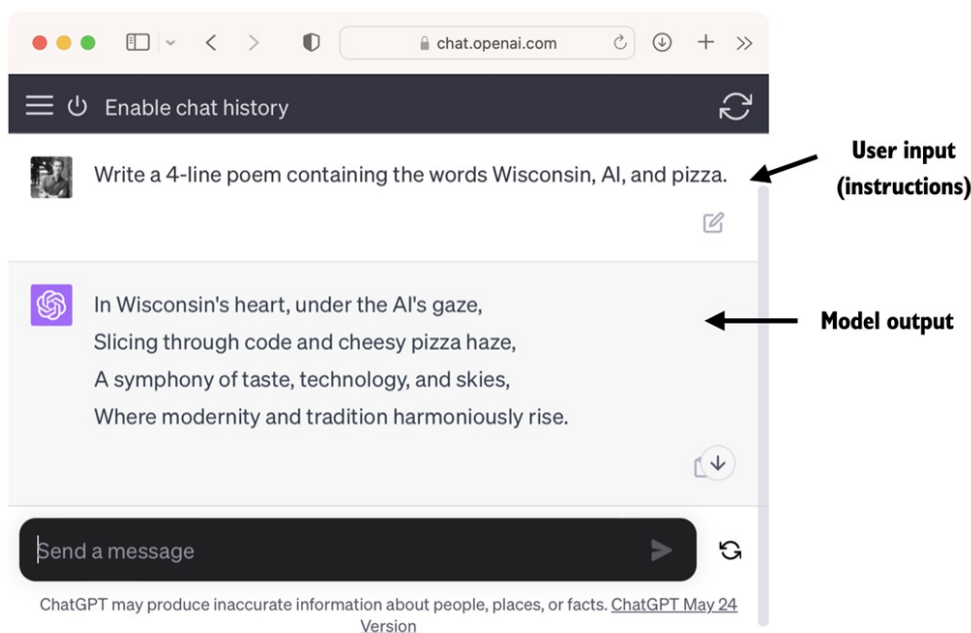 chat.openai.com
Enable chat history
Write a 4-line poem containing the words Wisconsin, AI, and pizza.
User input
(instructions)
In Wisconsin's heart, under the AI's gaze,
Slicing through code and cheesy pizza haze,
A symphony of taste, technology, and skies,
Where modernity and tradition harmoniously rise.
Model output
Send a message
ChatGPT may produce inaccurate information about people, places, or facts. ChatGPT May 24
Version